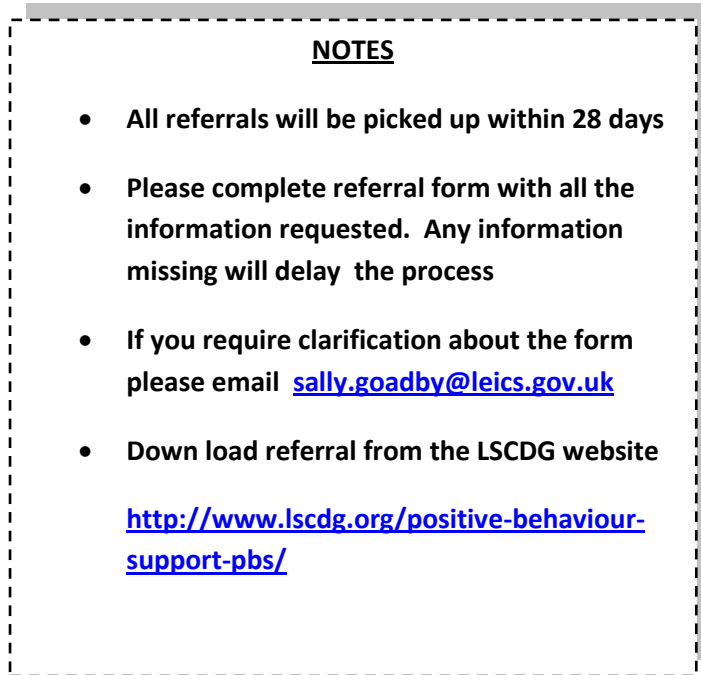 NOTES
• All referrals will be picked up within 28 days
• Please complete referral form with all the
information requested.  Any information
missing will delay  the process
• If you require clarification about the form
please email  sally.goadby@leics.gov.uk
• Down load referral from the LSCDG website
http://www.lscdg.org/positive-behaviour-
support-pbs/